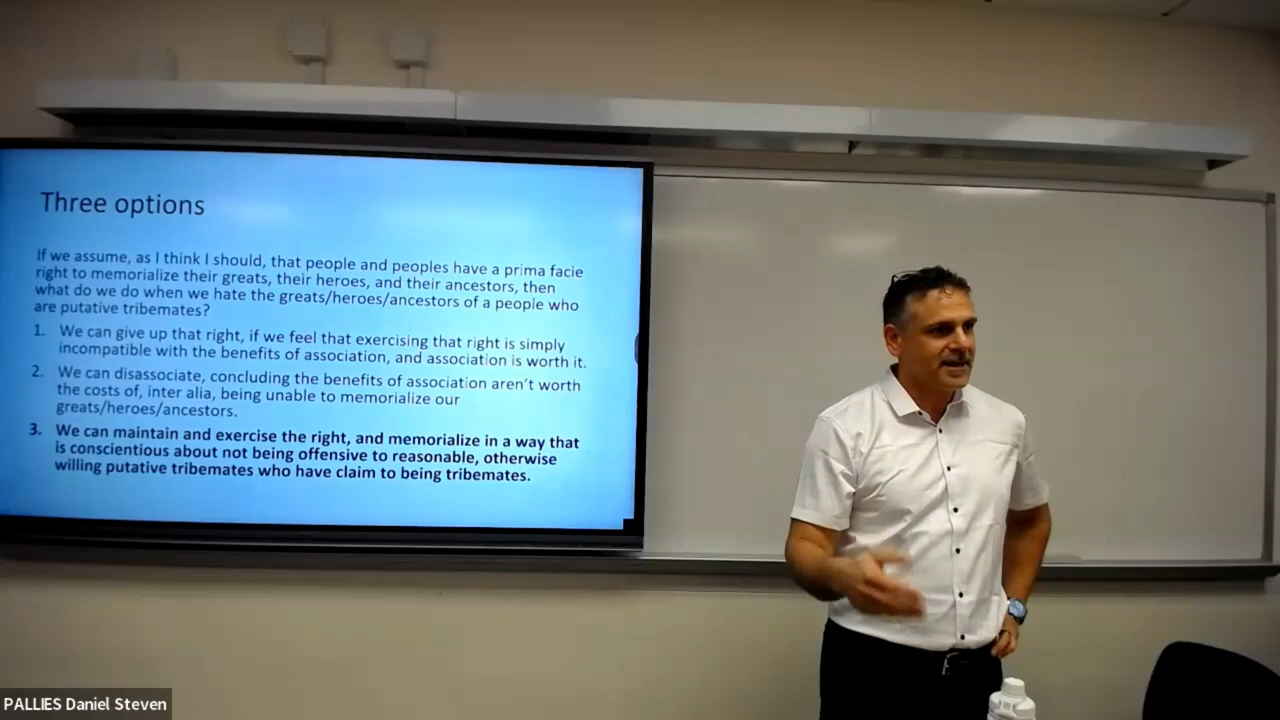 Three options
If we assume, as I think I should, that people and peoples have a prima facie
right to memorialize their greats, their heroes, and their ancestors, then
what do we do when we hate the greats/heroes/ancestors of a people who
are putative tribemates?
1. We can give up that right, if we feel that exercising that right is simply
incompatible with the benefits of association, and association is worth it.
2. We can disassociate, concluding the benefits of association aren't worth
the costs of, inter alia, being unable to memorialize our
greats/heroes/ancestors.
3. We can maintain and exercise the right, and memorialize in a way that
is conscientious about not being offensive to reasonable, otherwise
willing putative tribemates who have claim to being tribemates.
PALLIES Daniel Steven